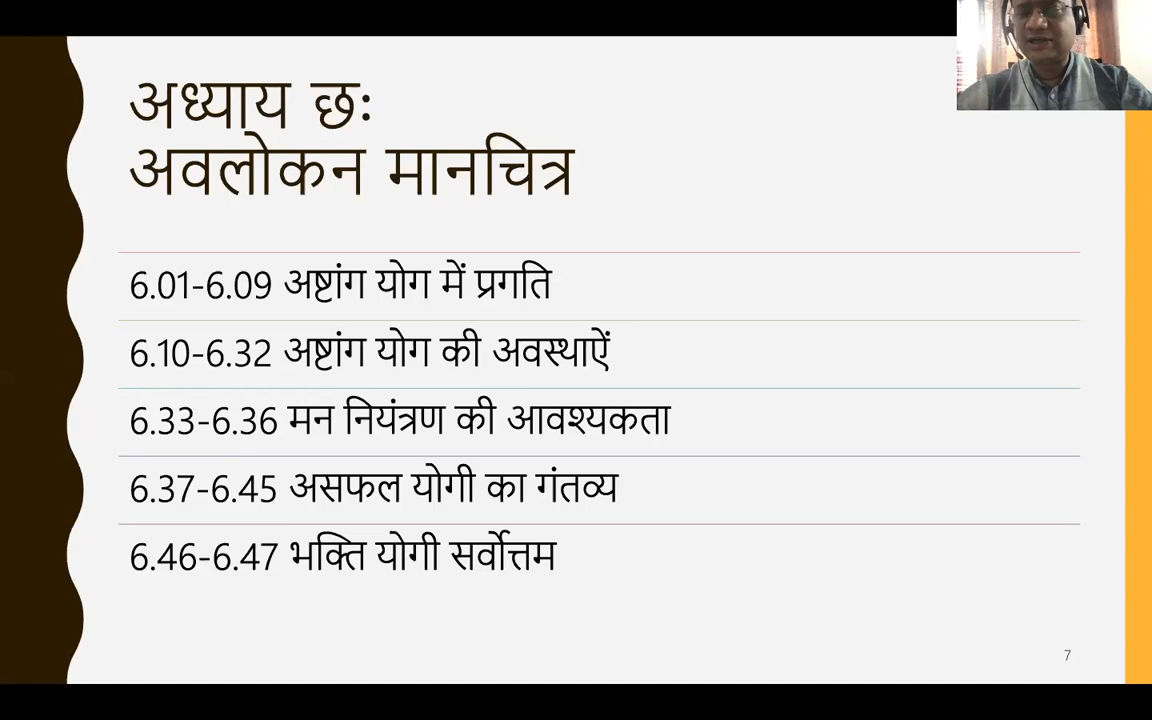 अध्याय छः
अवलोकन मानचित्र
6.01-6.09 अष्टांग योग में प्रगति
6.10-6.32 अष्टांग योग की अवस्थाऐं
6.33-6.36 मन नियंत्रण की आवश्यकता
6.37-6.45 असफल योगी का गंतव्य
6.46-6.47 भक्ति योगी सर्वोत्तम
7